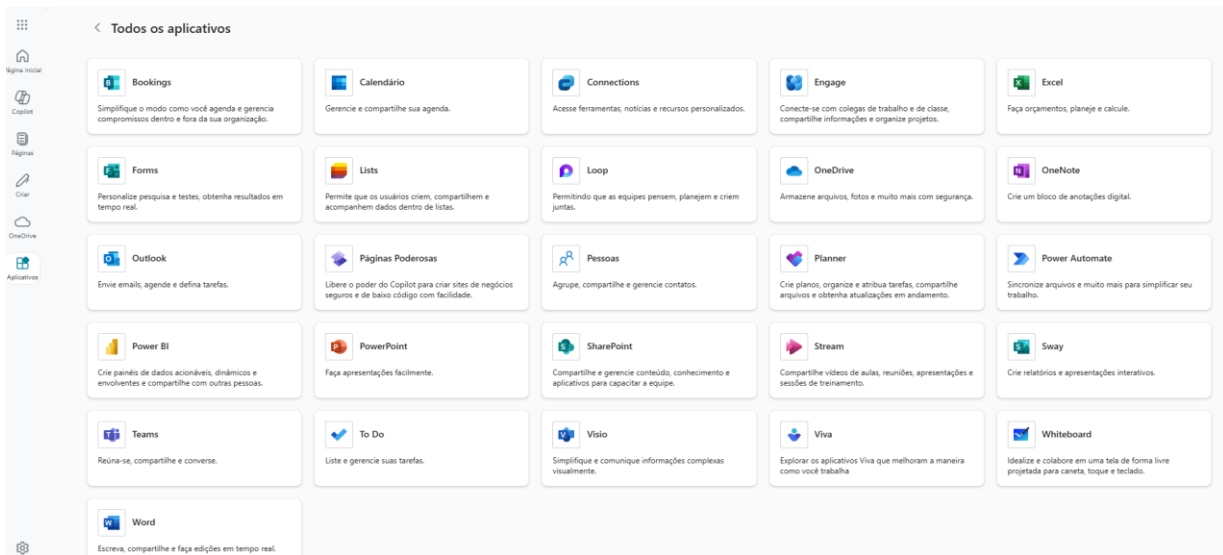 Todos os aplicativos
Página Inicial
Copilot
Páginas
Criar
OneDrive
Aplicativos
Bookings
Simplifique o modo como você agenda e gerencia
compromissos dentro e fora da sua organização.
Calendário
Gerencie e compartilhe sua agenda.
Connections
Acesse ferramentas, notícias e recursos personalizados.
Engage
Conecte-se com colegas de trabalho e de classe,
compartilhe informações e organize projetos.
Excel
Faça orçamentos, planeje e calcule.
Forms
Personalize pesquisa e testes, obtenha resultados em
tempo real.
Lists
Permite que os usuários criem, compartilhem e
acompanhem dados dentro de listas.
Loop
Permitindo que as equipes pensem, planejem e criem
juntas.
OneDrive
Armazene arquivos, fotos e muito mais com segurança.
OneNote
Crie um bloco de anotações digital.
Outlook
Envie emails, agende e defina tarefas.
Páginas Poderosas
Libere o poder do Copilot para criar sites de negócios
seguros e de baixo código com facilidade.
Pessoas
Agrupe, compartilhe e gerencie contatos.
Planner
Crie planos, organize e atribua tarefas, compartilhe
arquivos e obtenha atualizações em andamento.
Power Automate
Sincronize arquivos e muito mais para simplificar seu
trabalho.
Power BI
Crie painéis de dados acionáveis, dinâmicos e
envolventes e compartilhe com outras pessoas.
PowerPoint
Faça apresentações facilmente.
SharePoint
Compartilhe e gerencie conteúdo, conhecimento e
aplicativos para capacitar a equipe.
Stream
Compartilhe vídeos de aulas, reuniões, apresentações e
sessões de treinamento.
Sway
Crie relatórios e apresentações interativos.
Teams
Reúna-se, compartilhe e converse.
To Do
Liste e gerencie suas tarefas.
Visio
Simplifique e comunique informações complexas
visualmente.
Viva
Explorar os aplicativos Viva que melhoram a maneira
como você trabalha
Whiteboard
Idealize e colabore em uma tela de forma livre
projetada para caneta, toque e teclado.
Word
Escreva, compartilhe e faça edições em tempo real.